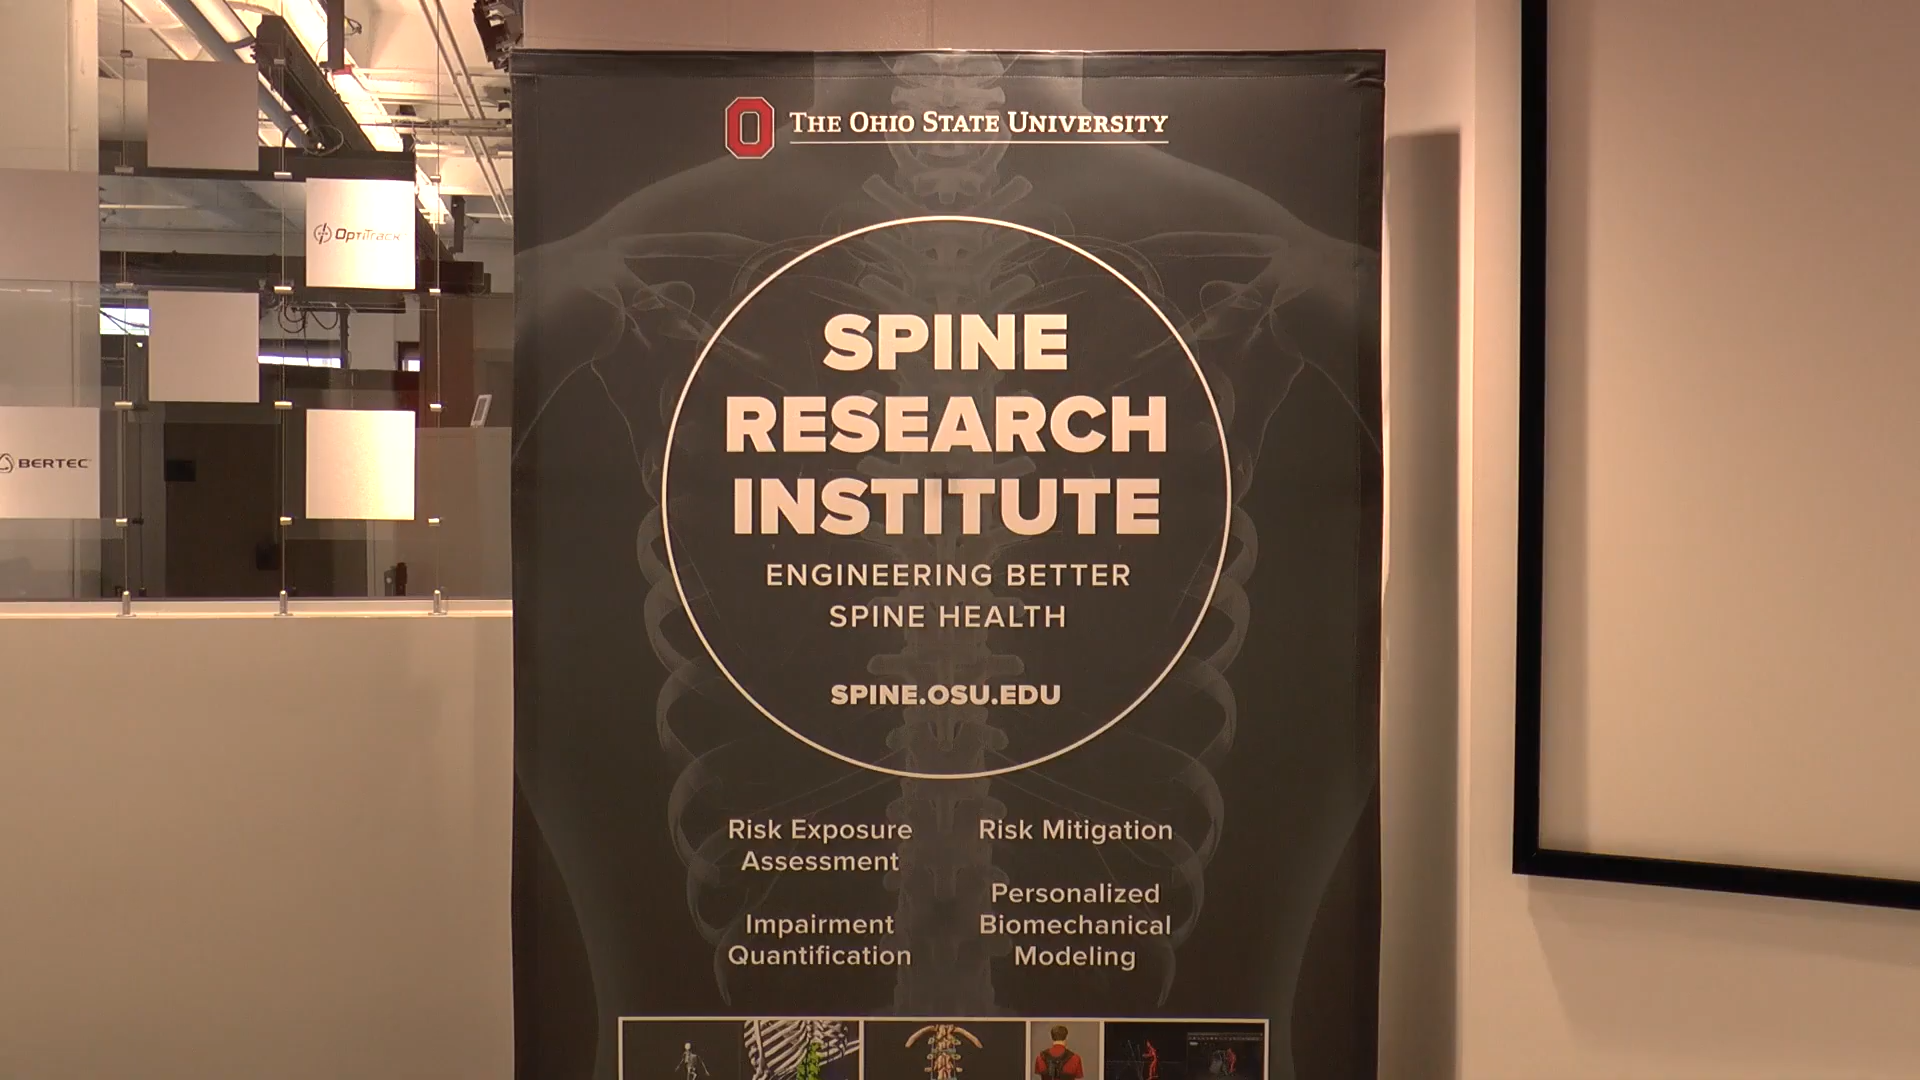 THE OHIO STATE UNIVERSITY
OPTITRACK
BERTEC
SPINE
RESEARCH
INSTITUTE
ENGINEERING BETTER
SPINE HEALTH
SPINE.OSU.EDU
Risk Exposure
Assessment
Risk Mitigation
Impairment
Quantification
Personalized
Biomechanical
Modeling